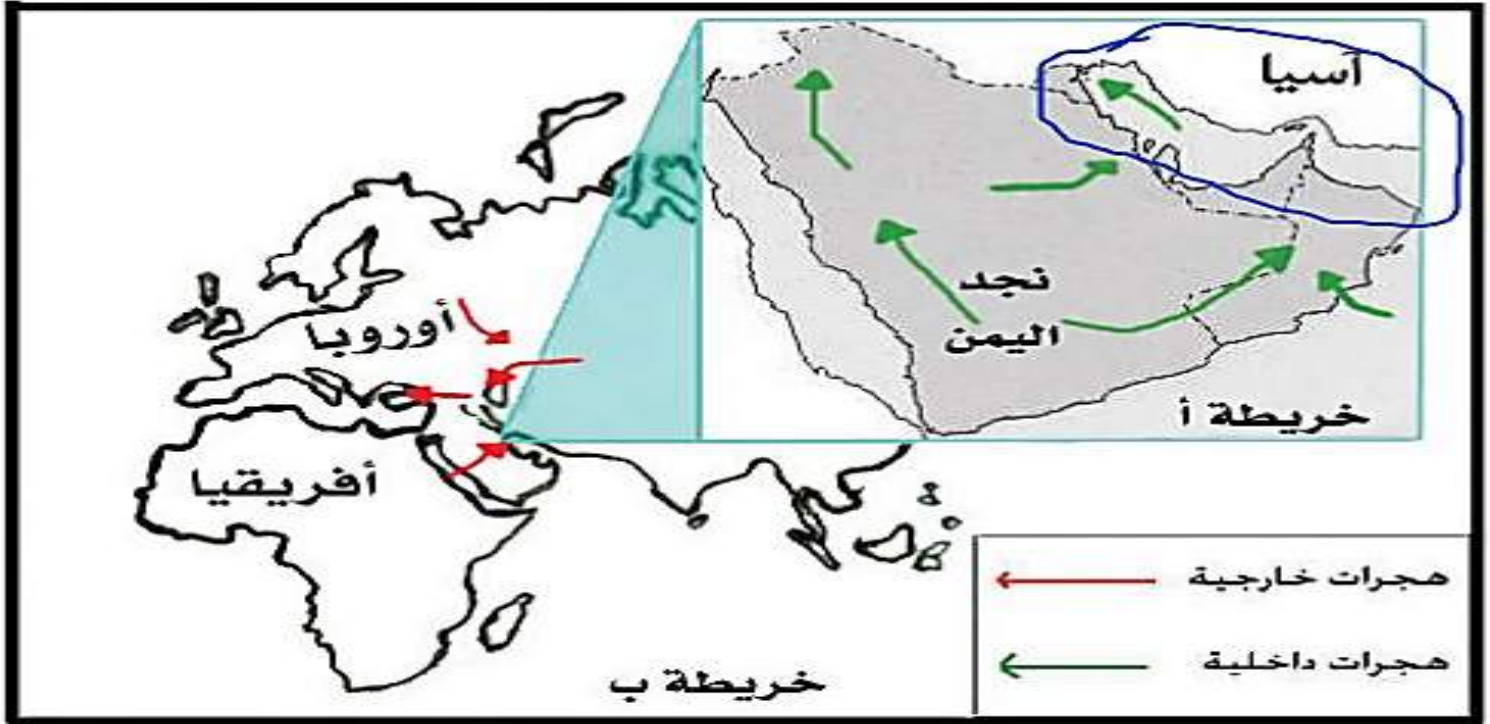 آسيا
نجد
اليمن
خريطة أ
أوروبا
أفريقيا
خريطة ب
هجرات خارجية
هجرات داخلية